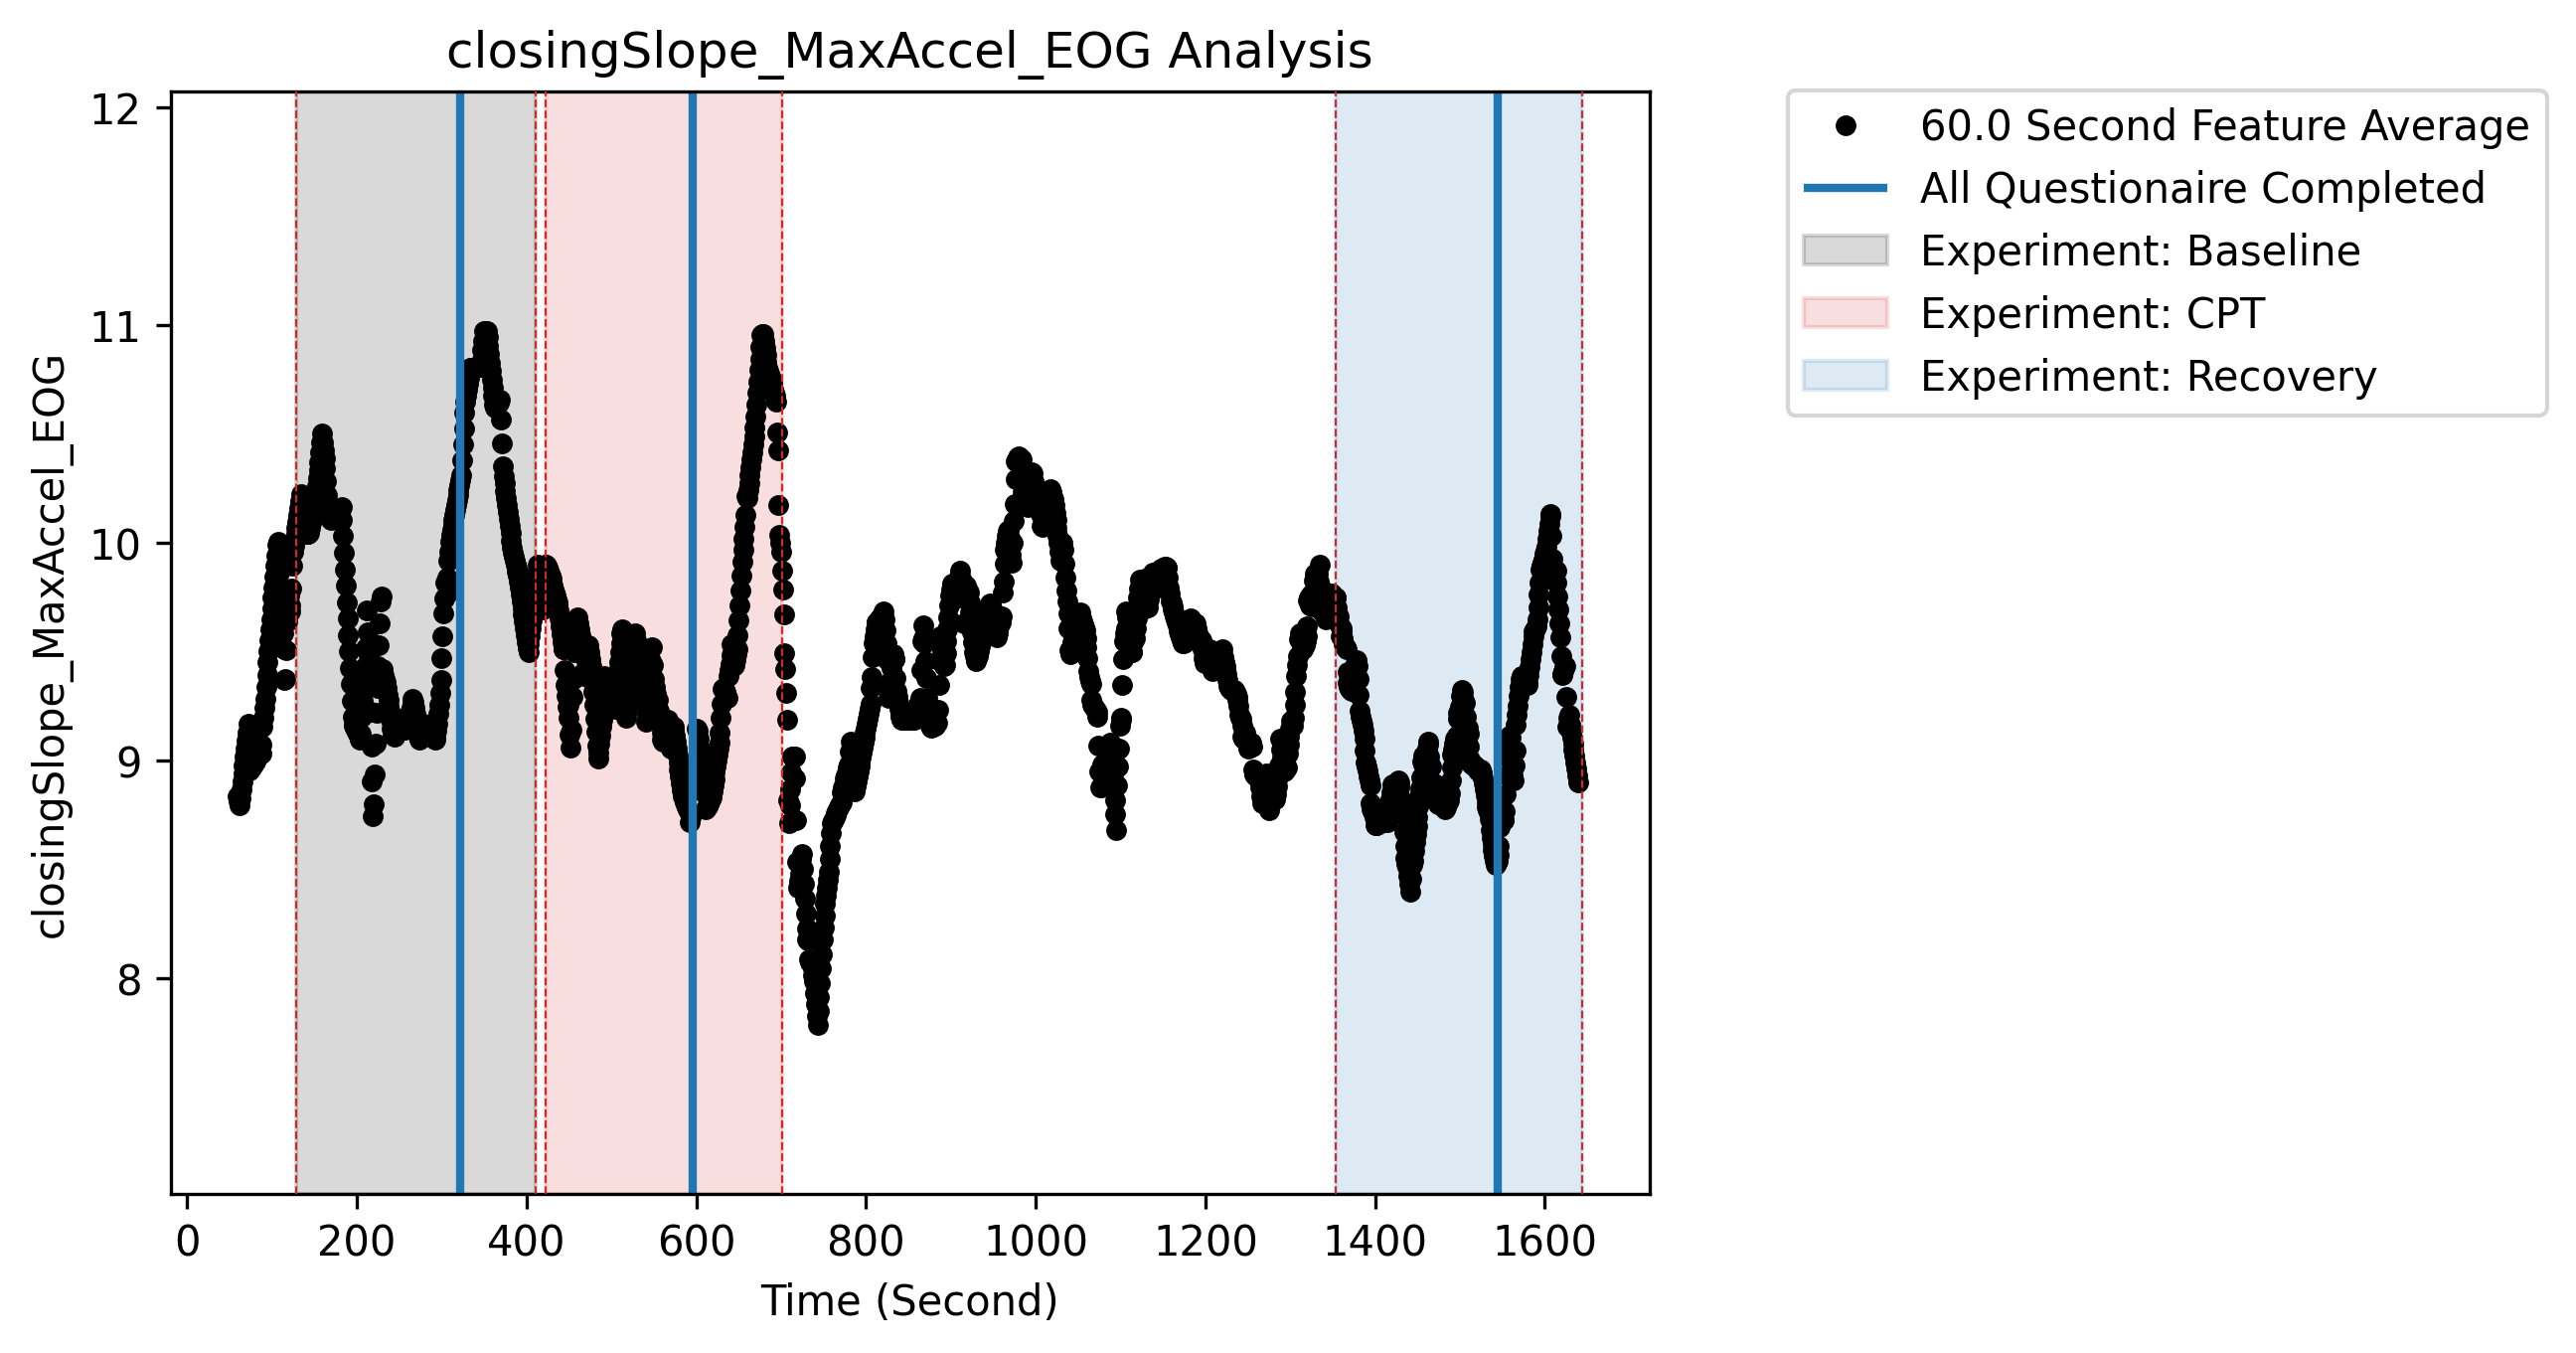 closingSlope_MaxAccel_EOG Analysis
12
11
10
9
8
closingSlope_MaxAccel_EOG
0 200 400 600 800 1000 1200 1400 1600
Time (Second)
60.0 Second Feature Average
All Questionaire Completed
Experiment: Baseline
Experiment: CPT
Experiment: Recovery